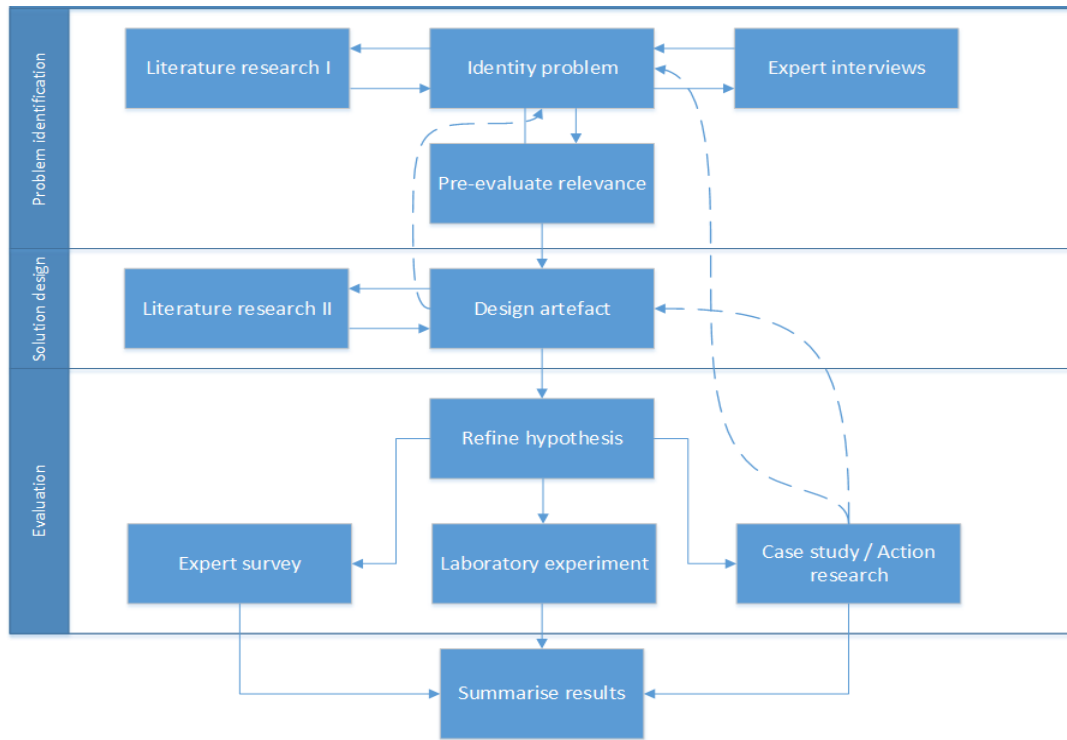 Problem identification
Literature research I
Identity problem
Expert interviews
Pre-evaluate relevance
Solution design
Literature research II
Design artefact
Evaluation
Refine hypothesis
Expert survey
Laboratory experiment
Case study / Action
research
Summarise results